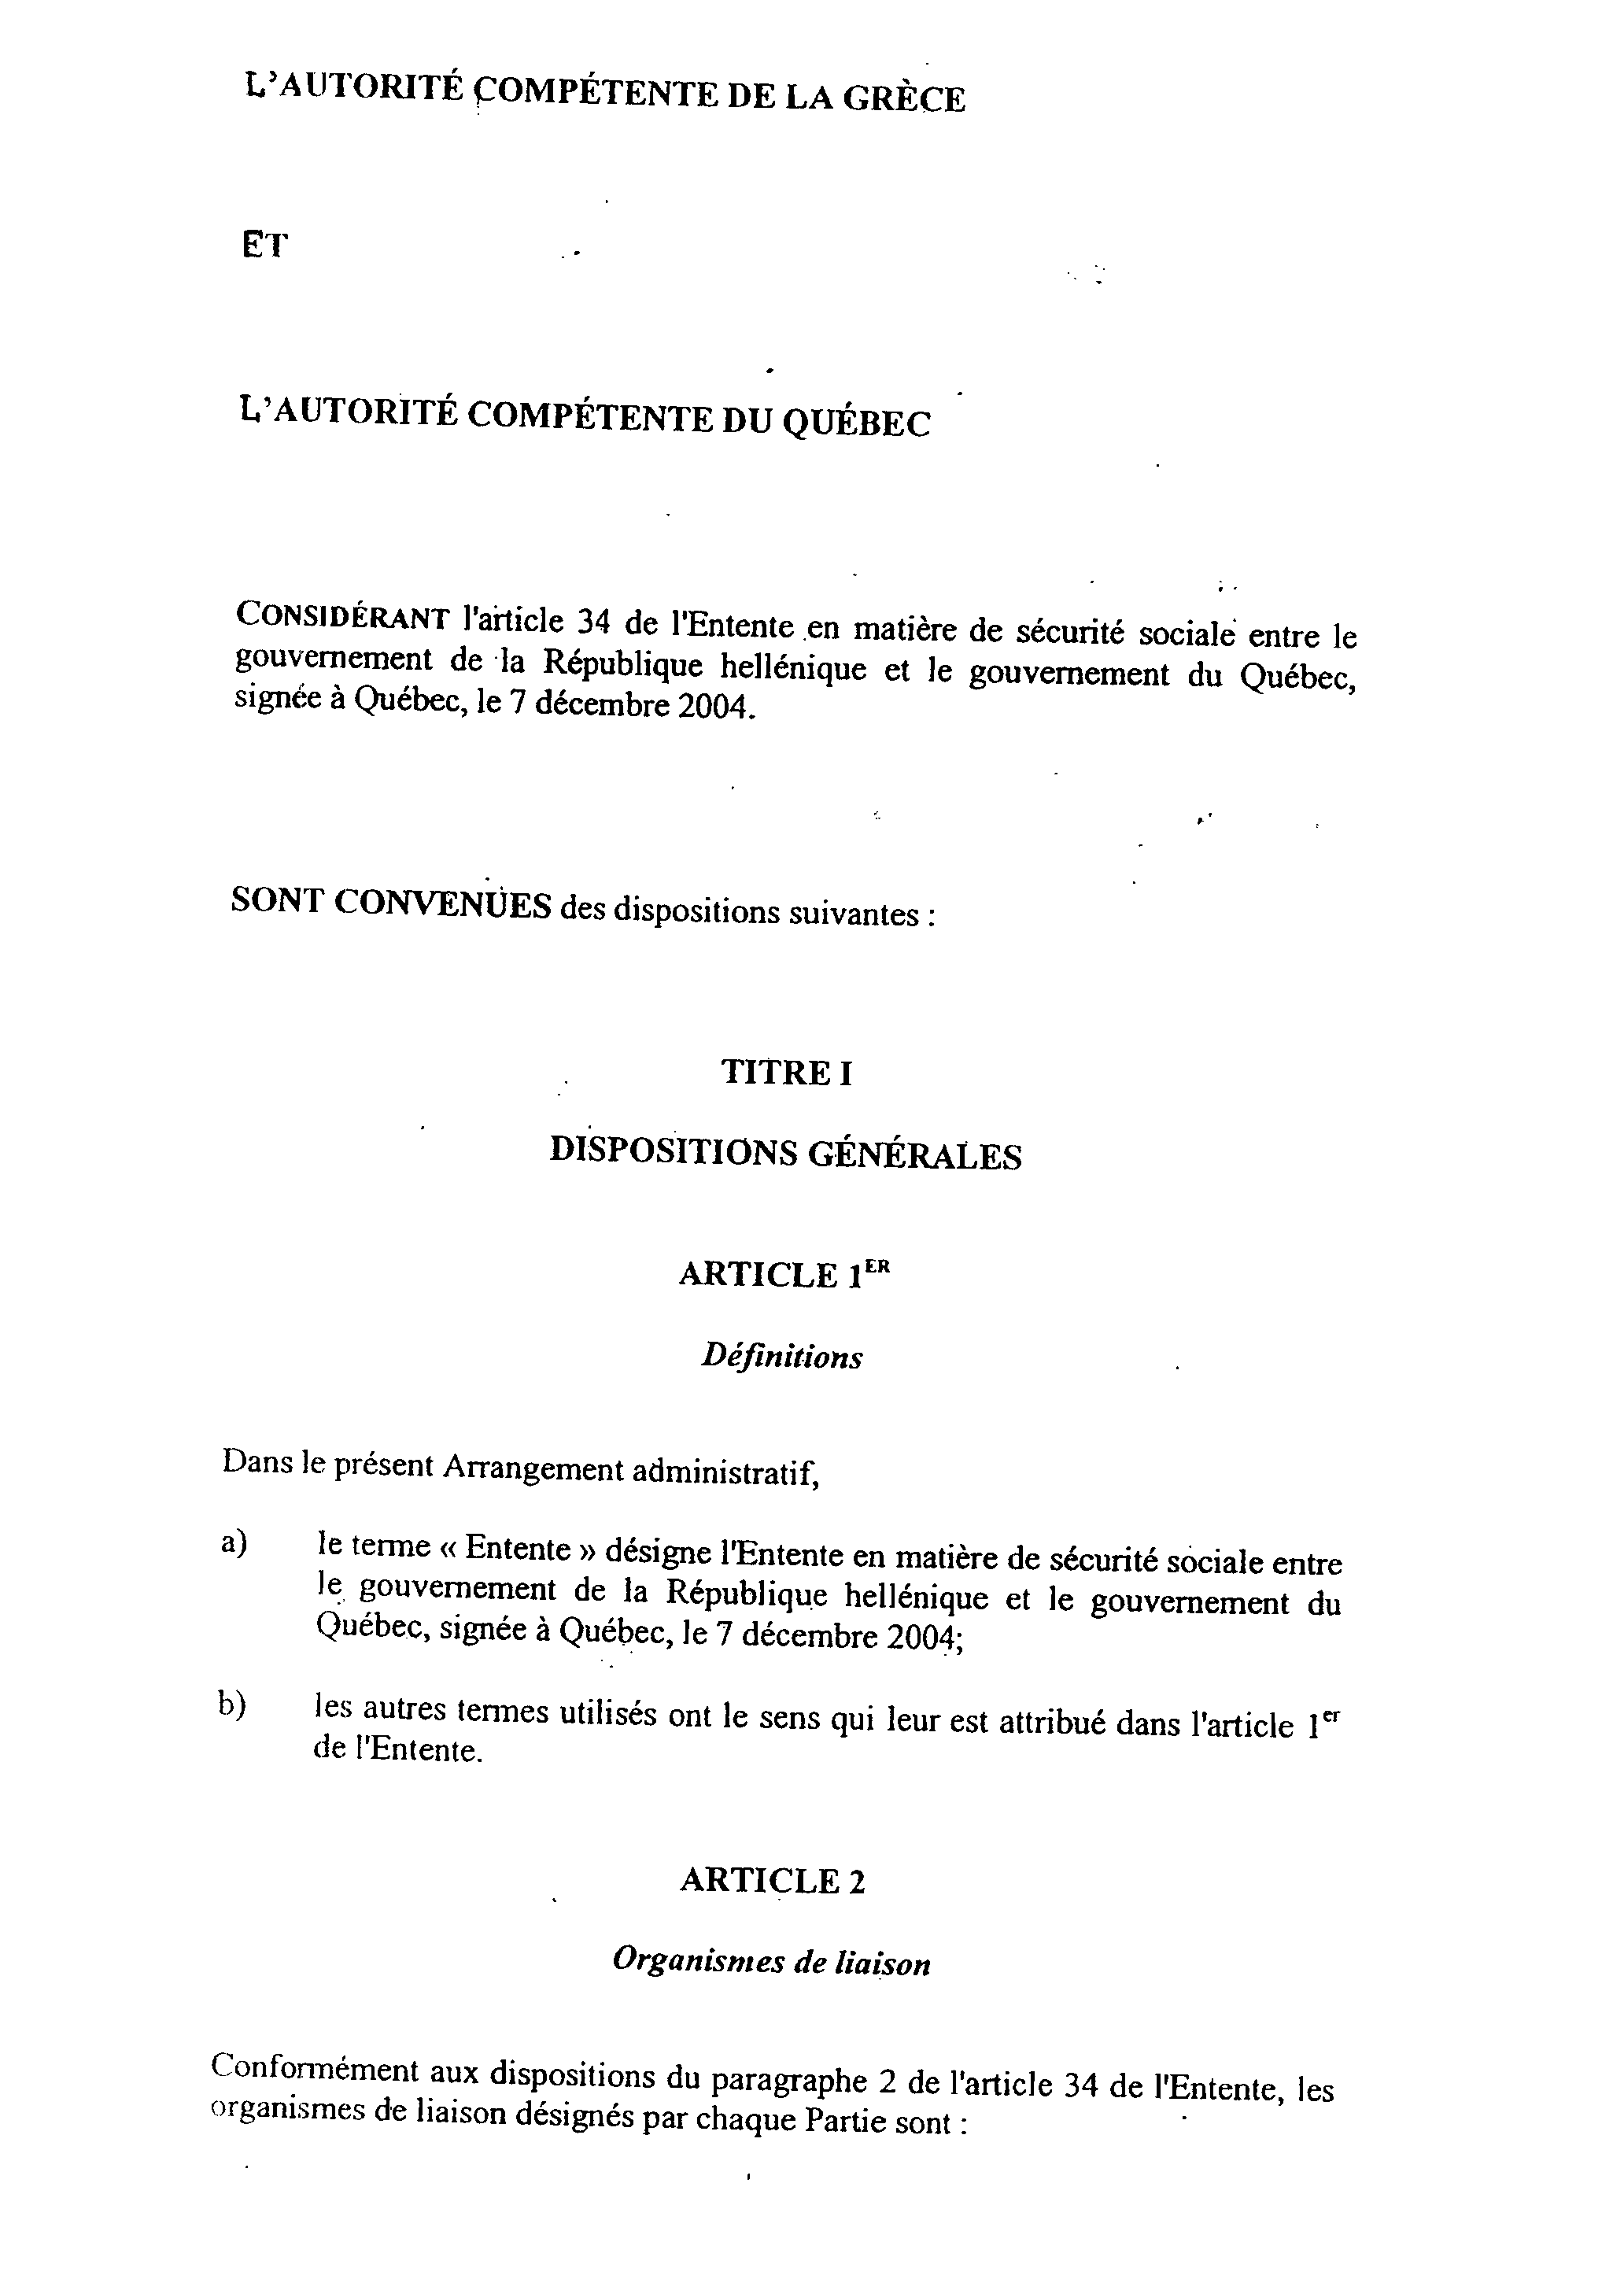 L'AUTORITÉ COMPÉTENTE DE LA GRÈCE
ET
L'AUTORITÉ COMPÉTENTE DU QUÉBEC
CONSIDÉRANT l'article 34 de l'Entente en matière de sécurité sociale entre le
gouvernement de la République hellénique et le gouvernement du Québec,
signée à Québec, le 7 décembre 2004.
SONT CONVENUES des dispositions suivantes :
TITRE I
DISPOSITIONS GÉNÉRALES
ARTICLE 1ER
Définitions
Dans le présent Arrangement administratif,
a) le terme « Entente » désigne l'Entente en matière de sécurité sociale entre
le gouvernement de la République hellénique et le gouvernement du
Québec, signée à Québec, le 7 décembre 2004;
b) les autres termes utilisés ont le sens qui leur est attribué dans l'article 1er
de l'Entente.
ARTICLE 2
Organismes de liaison
Conformément aux dispositions du paragraphe 2 de l'article 34 de l'Entente, les
organismes de liaison désignés par chaque Partie sont :